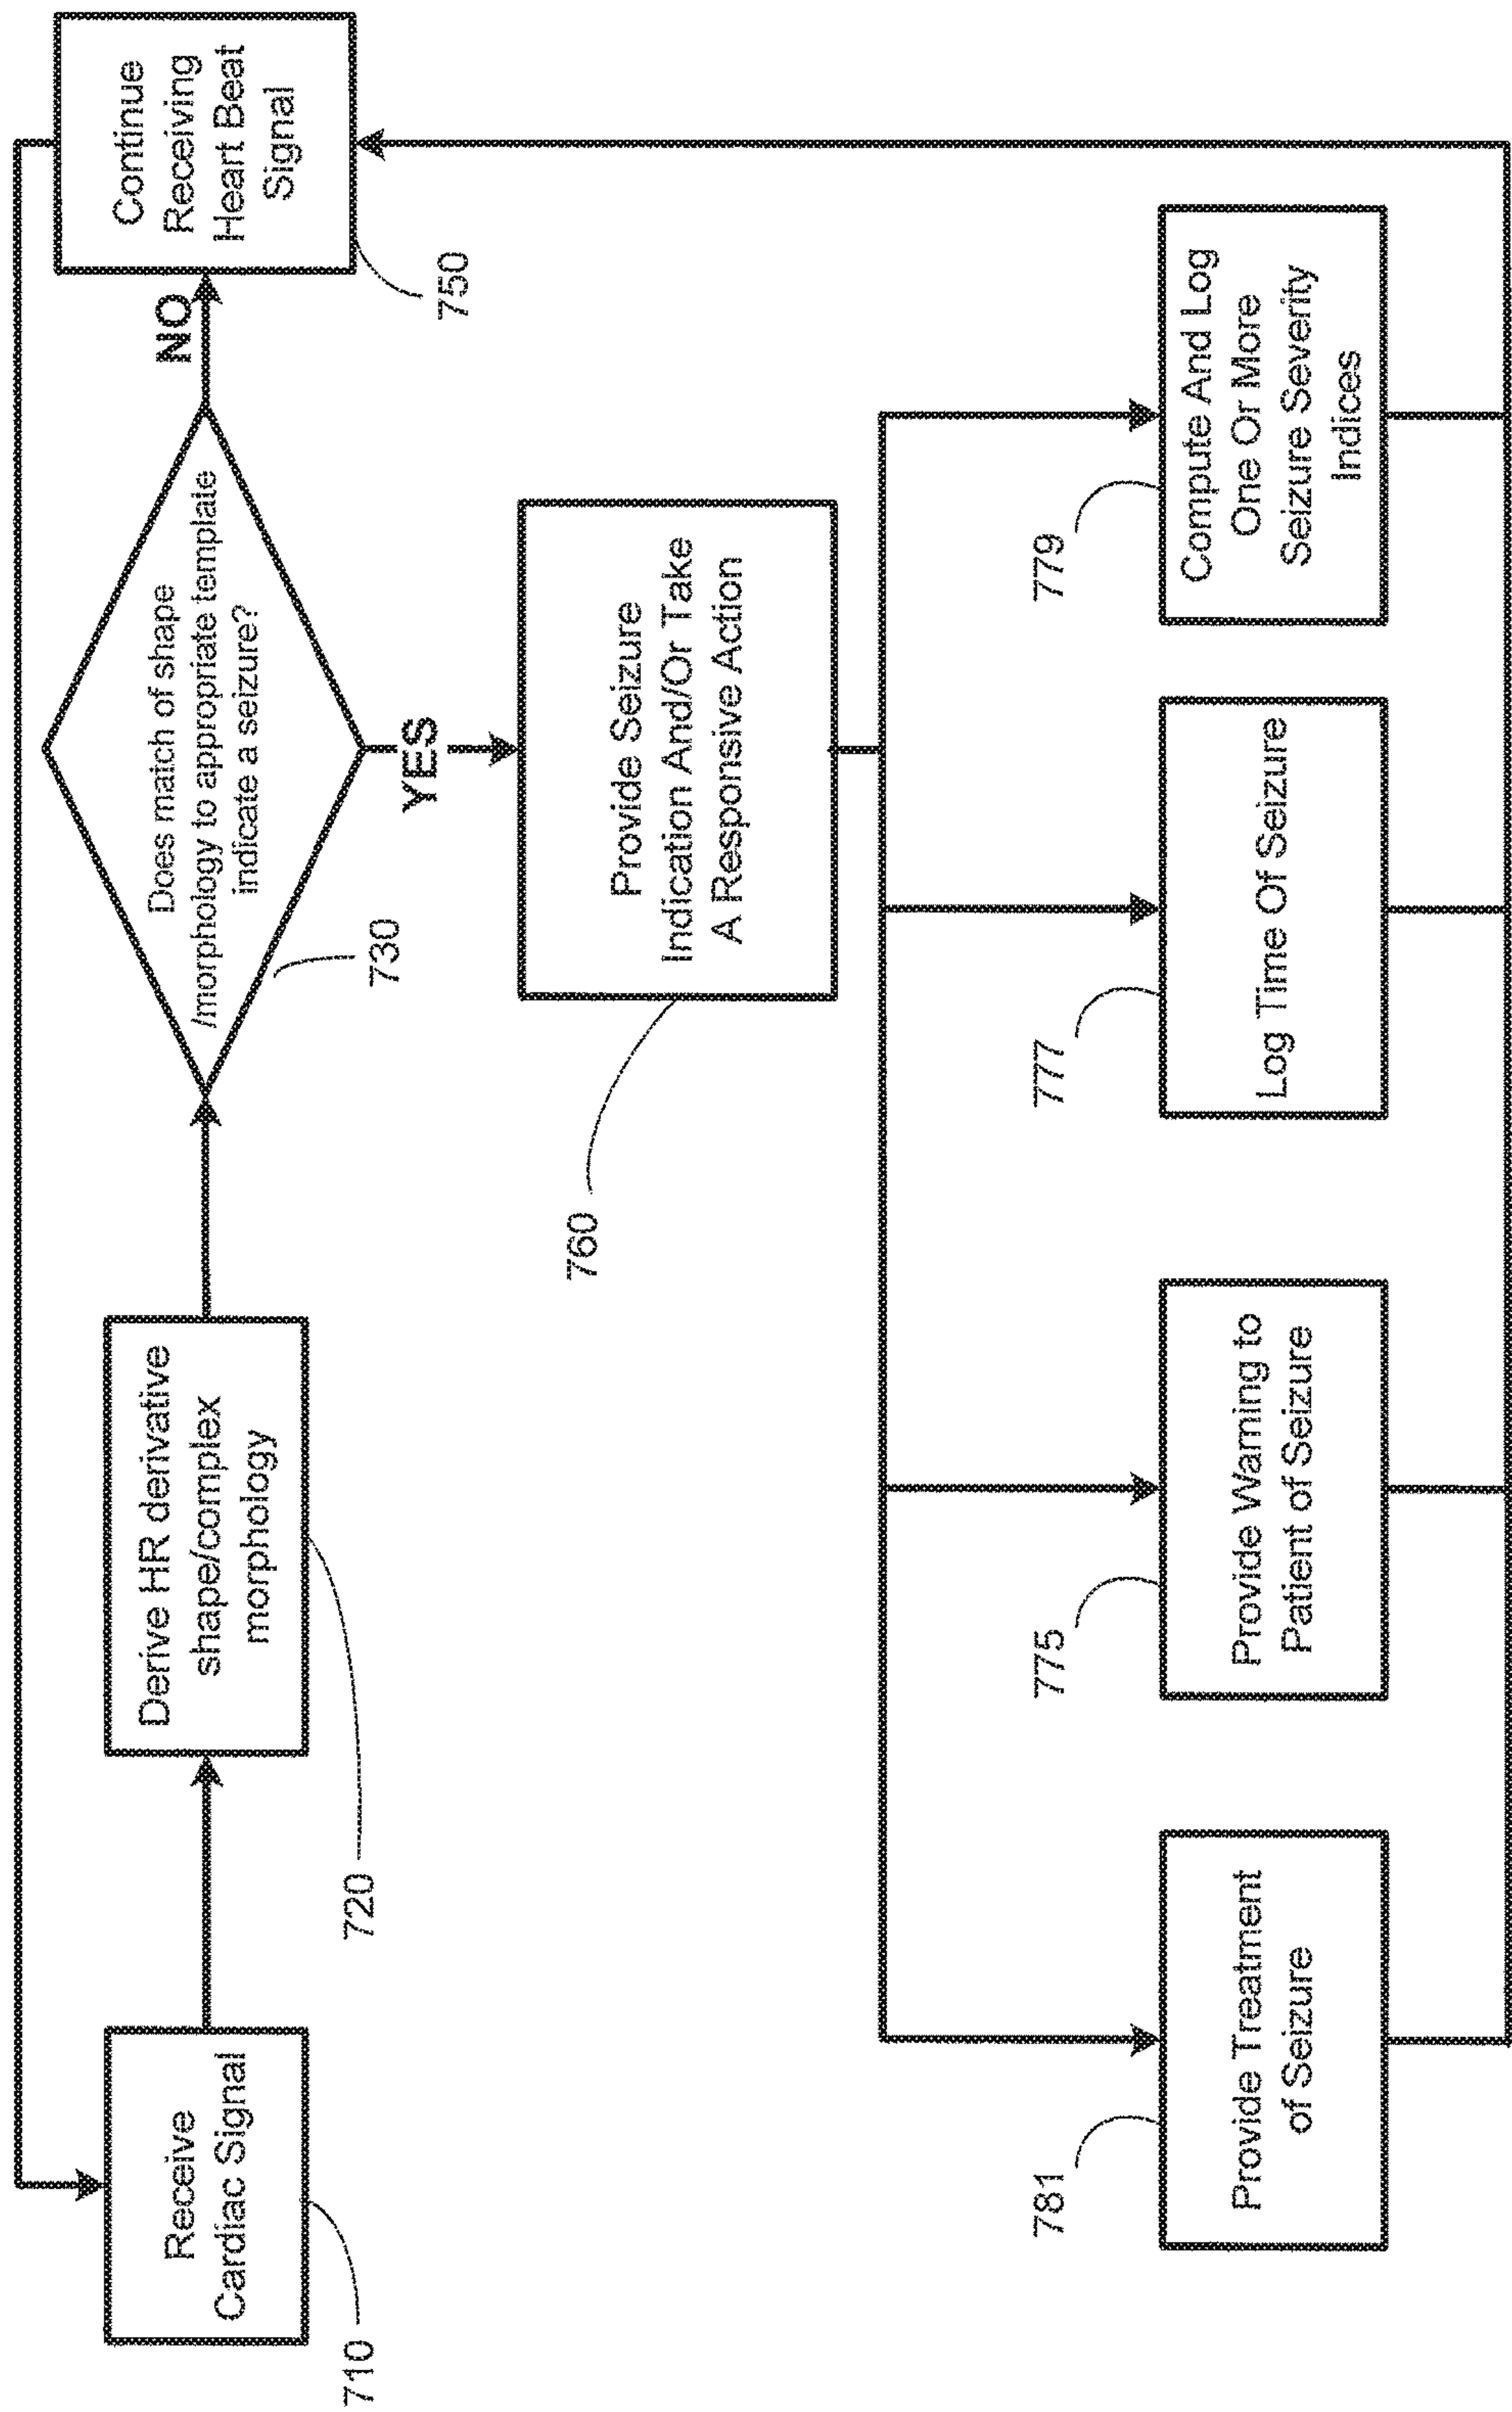 Receive
Cardiac Signal
710
Derive HR derivative
shape/complex
morphology
720
Does match of shape
/morphology to appropriate template
indicate a seizure?
730
NO
Continue
Receiving
Heart Beat
Signal
750
YES
Provide Seizure
Indication And/Or Take
A Responsive Action
760
781
Provide Treatment
of Seizure
775
Provide Warning to
Patient of Seizure
777
Log Time Of Seizure
779
Compute And Log
One Or More
Seizure Severity
Indices